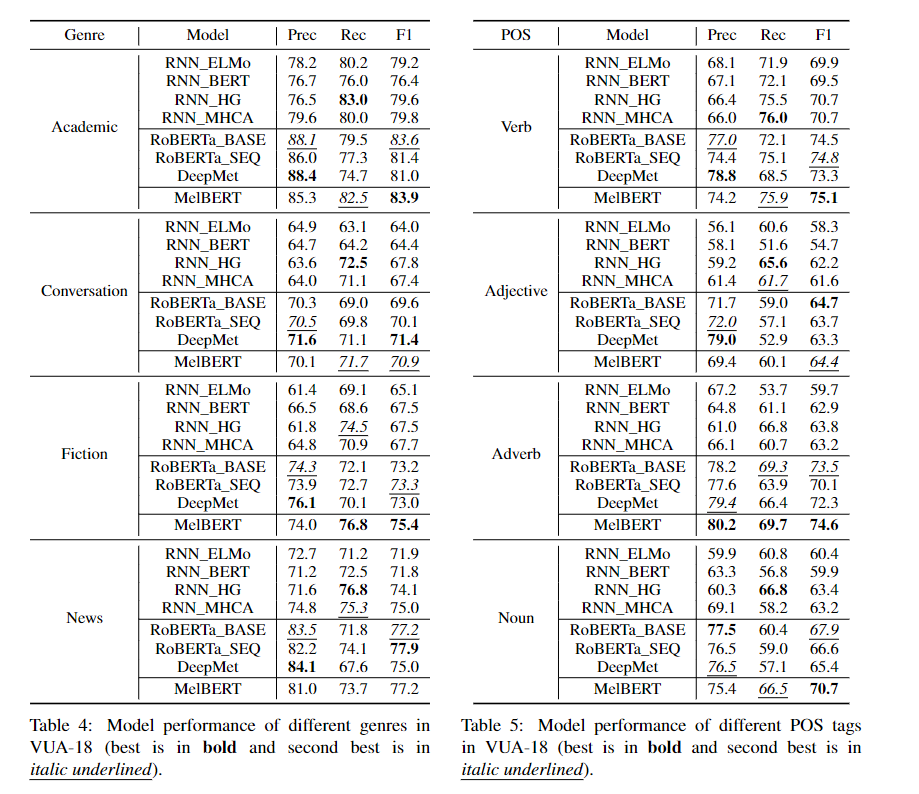 Genre Model Prec Rec F1
Academic
RNN_ELMo 78.2 80.2 79.2
RNN_BERT 76.7 76.0 76.4
RNN_HG 76.5 83.0 79.6
RNN_MHCA 79.6 80.0 79.8
RoBERTa_BASE 88.1 79.5 83.6
RoBERTa_SEQ 86.0 77.3 81.4
DeepMet 88.4 74.7 81.0
MelBERT 85.3 82.5 83.9
Conversation
RNN_ELMo 64.9 63.1 64.0
RNN_BERT 64.7 64.2 64.4
RNN_HG 63.6 72.5 67.8
RNN_MHCA 64.0 71.1 67.4
RoBERTa_BASE 70.3 69.0 69.6
RoBERTa_SEQ 70.5 69.8 70.1
DeepMet 71.6 71.1 71.4
MelBERT 70.1 71.7 70.9
Fiction
RNN_ELMo 61.4 69.1 65.1
RNN_BERT 66.5 68.6 67.5
RNN_HG 61.8 74.5 67.5
RNN_MHCA 64.8 70.9 67.7
RoBERTa_BASE 74.3 72.1 73.2
RoBERTa_SEQ 73.9 72.7 73.3
DeepMet 76.1 70.1 73.0
MelBERT 74.0 76.8 75.4
News
RNN_ELMo 72.7 71.2 71.9
RNN_BERT 71.2 72.5 71.8
RNN_HG 71.6 76.8 74.1
RNN_MHCA 74.8 75.3 75.0
RoBERTa_BASE 83.5 71.8 77.2
RoBERTa_SEQ 82.2 74.1 77.9
DeepMet 84.1 67.6 75.0
MelBERT 81.0 73.7 77.2
Table 4: Model performance of different genres in
VUA-18 (best is in bold and second best is in
italic underlined).
POS Model Prec Rec F1
Verb
RNN_ELMo 68.1 71.9 69.9
RNN_BERT 67.1 72.1 69.5
RNN_HG 66.4 75.5 70.7
RNN_MHCA 66.0 76.0 70.7
RoBERTa_BASE 77.0 72.1 74.5
RoBERTa_SEQ 74.4 75.1 74.8
DeepMet 78.8 68.5 73.3
MelBERT 74.2 75.9 75.1
Adjective
RNN_ELMo 56.1 60.6 58.3
RNN_BERT 58.1 51.6 54.7
RNN_HG 59.2 65.6 62.2
RNN_MHCA 61.4 61.7 61.6
RoBERTa_BASE 71.7 59.0 64.7
RoBERTa_SEQ 72.0 57.1 63.7
DeepMet 79.0 52.9 63.3
MelBERT 69.4 60.1 64.4
Adverb
RNN_ELMo 67.2 53.7 59.7
RNN_BERT 64.8 61.1 62.9
RNN_HG 61.0 66.8 63.8
RNN_MHCA 66.1 60.7 63.2
RoBERTa_BASE 78.2 69.3 73.5
RoBERTa_SEQ 77.6 63.9 70.1
DeepMet 79.4 66.4 72.3
MelBERT 80.2 69.7 74.6
Noun
RNN_ELMo 59.9 60.8 60.4
RNN_BERT 63.3 56.8 59.9
RNN_HG 60.3 66.8 63.4
RNN_MHCA 69.1 58.2 63.2
RoBERTa_BASE 77.5 60.4 67.9
RoBERTa_SEQ 76.5 59.0 66.6
DeepMet 76.5 57.1 65.4
MelBERT 75.4 66.5 70.7
Table 5: Model performance of different POS tags
in VUA-18 (best is in bold and second best is in
italic underlined).